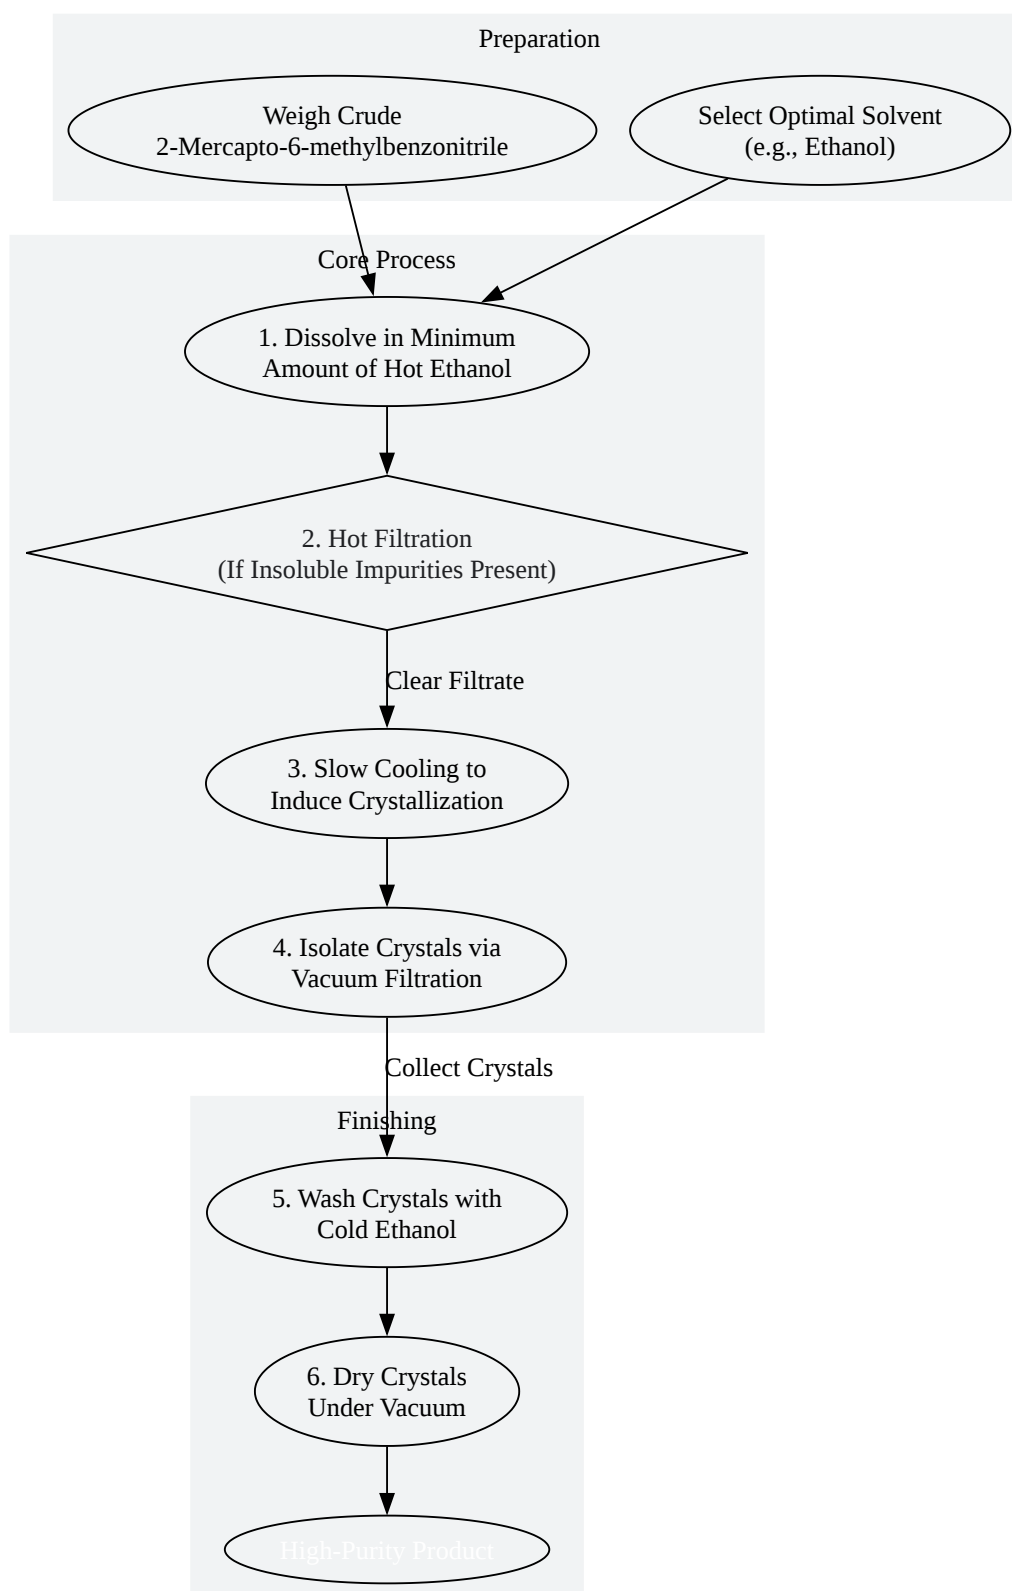 Preparation
Weigh Crude
2-Mercapto-6-methylbenzonitrile
Select Optimal Solvent
(e.g., Ethanol)
Core Process
1. Dissolve in Minimum
Amount of Hot Ethanol
2. Hot Filtration
(If Insoluble Impurities Present)
Clear Filtrate
3. Slow Cooling to
Induce Crystallization
4. Isolate Crystals via
Vacuum Filtration
Collect Crystals
Finishing
5. Wash Crystals with
Cold Ethanol
6. Dry Crystals
Under Vacuum
High-Purity Product